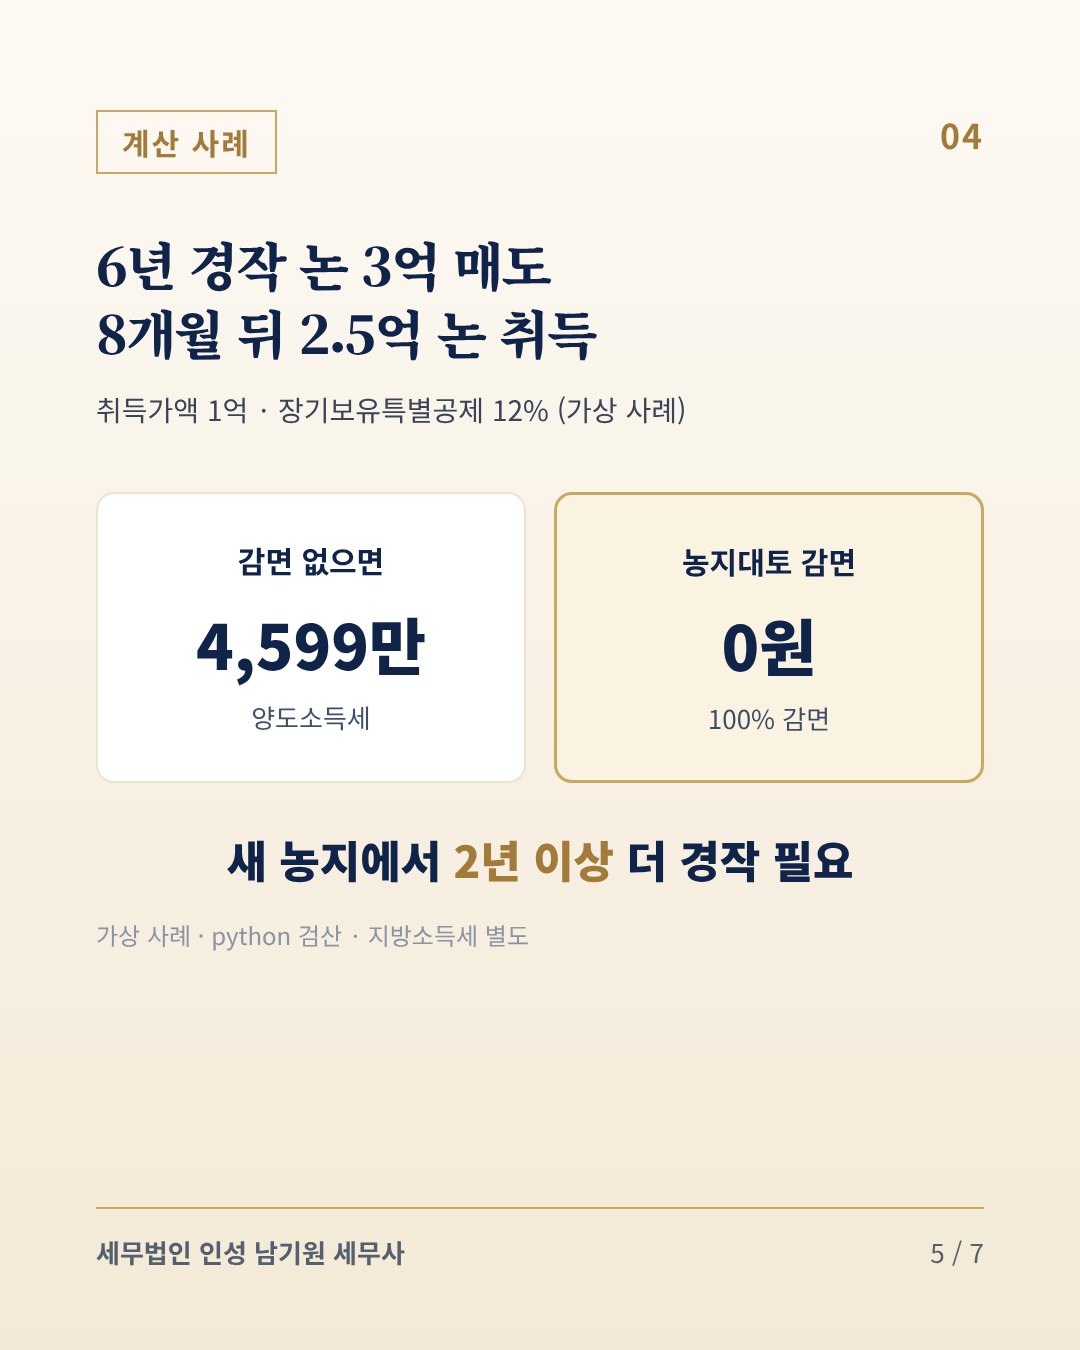 계산 사례
04
6년 경작 논 3억 매도
8개월 뒤 2.5억 논 취득
취득가액 1억 · 장기보유특별공제 12% (가상 사례)
감면 없으면
4,599만
양도소득세
농지대토 감면
0원
100% 감면
새 농지에서 2년 이상 더 경작 필요
가상 사례 · python 검산 · 지방소득세 별도
세무법인 인성 남기원 세무사
5 / 7